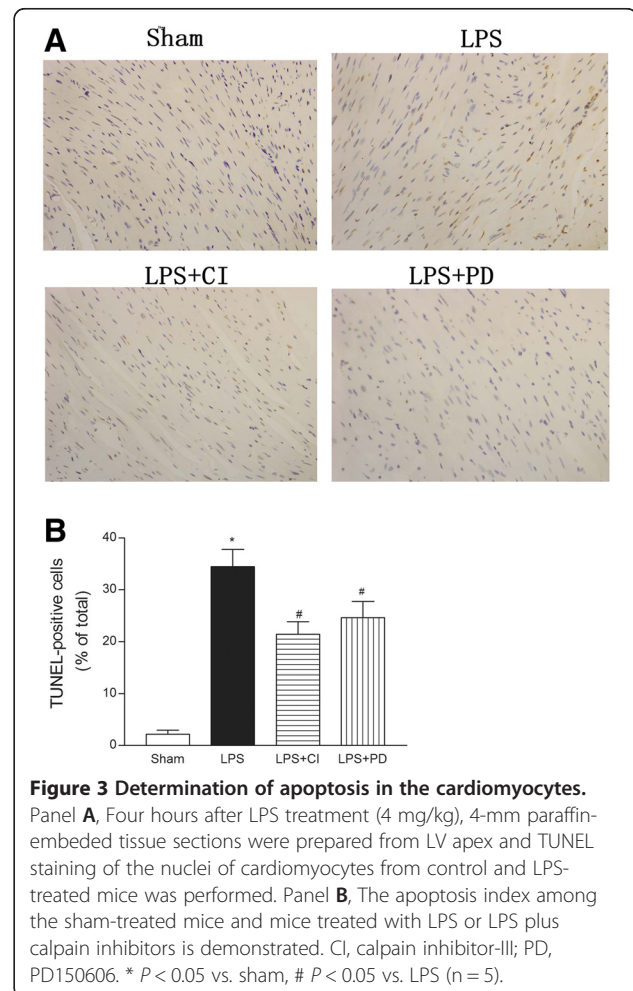 A
Sham LPS
LPS+CI LPS+PD
B
TUNEL-positive cells
(% of total)
40
30
20
10
0
*
#
#
Sham LPS LPS+CI LPS+PD
Figure 3 Determination of apoptosis in the cardiomyocytes.
Panel A, Four hours after LPS treatment (4 mg/kg), 4-mm paraffin-
embeded tissue sections were prepared from LV apex and TUNEL
staining of the nuclei of cardiomyocytes from control and LPS-
treated mice was performed. Panel B, The apoptosis index among
the sham-treated mice and mice treated with LPS or LPS plus
calpain inhibitors is demonstrated. CI, calpain inhibitor-III; PD,
PD150606. * P < 0.05 vs. sham, # P < 0.05 vs. LPS (n = 5).